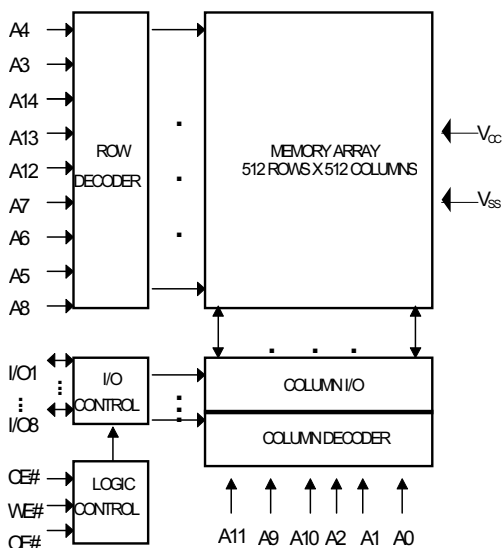 A4
A3
A14
A13
A12
A7
A6
A5
A8
ROW
DECODER
MEMORY ARRAY
512 ROWS X 512 COLUMNS
VCC
VSS
I/O1
I/O8
I/O
CONTROL
COLUMN I/O
COLUMN DECODER
CE#
WE#
OE#
LOGIC
CONTROL
A11 A9 A10 A2 A1 A0